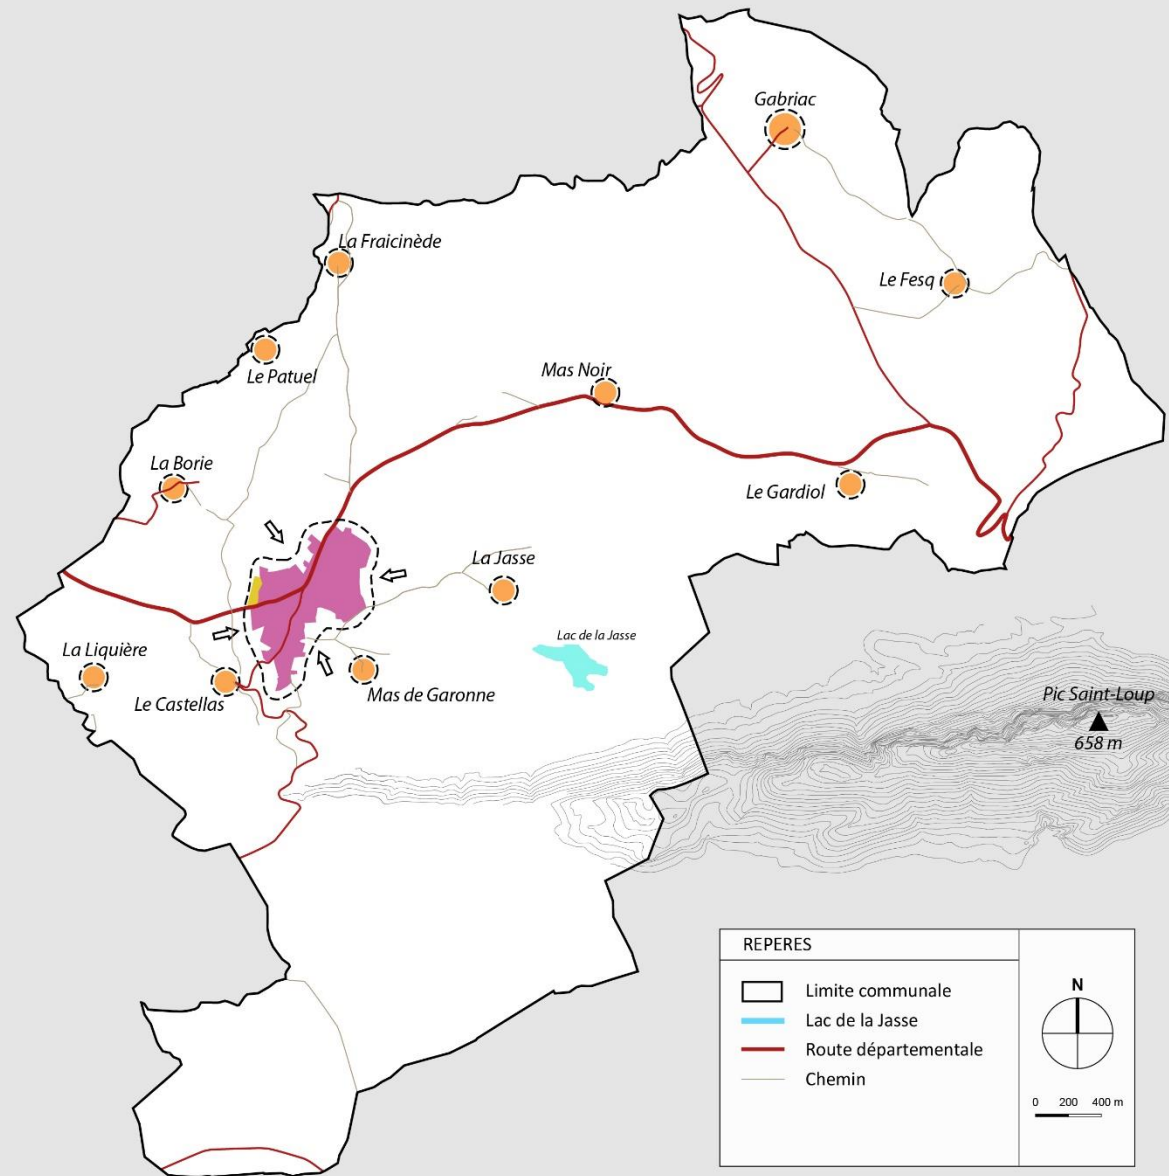 Gabriac
La Fraicinède
Le Fesq
Le Patuel
Mas Noir
La Borie
Le Gardiol
La Jasse
Lac de la Jasse
La Liquière
Mas de Garonne
Le Castellas
Pic Saint-Loup
658 m
REPERES
Limite communale
Lac de la Jasse
Route départementale
Chemin
N
0 200 400 m